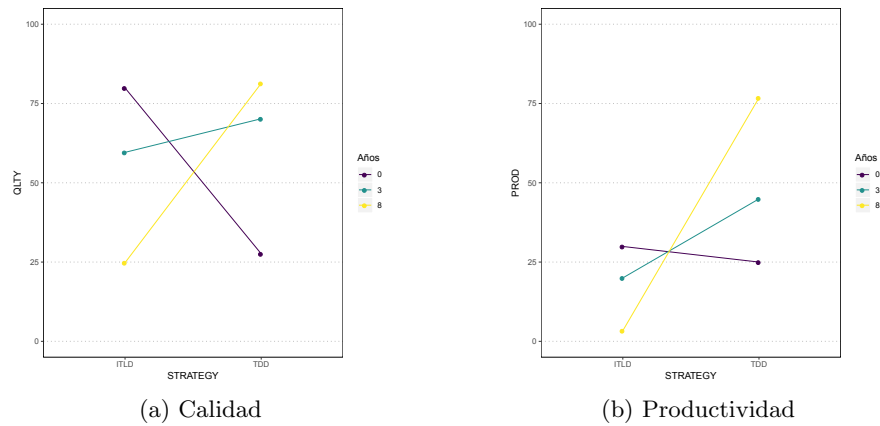 100
75
50
25
0
QLTY
ITLD
TDD
STRATEGY
Años
0
3
8
(a) Calidad
100
75
50
25
0
PROD
ITLD
TDD
STRATEGY
Años
0
3
8
(b) Productividad